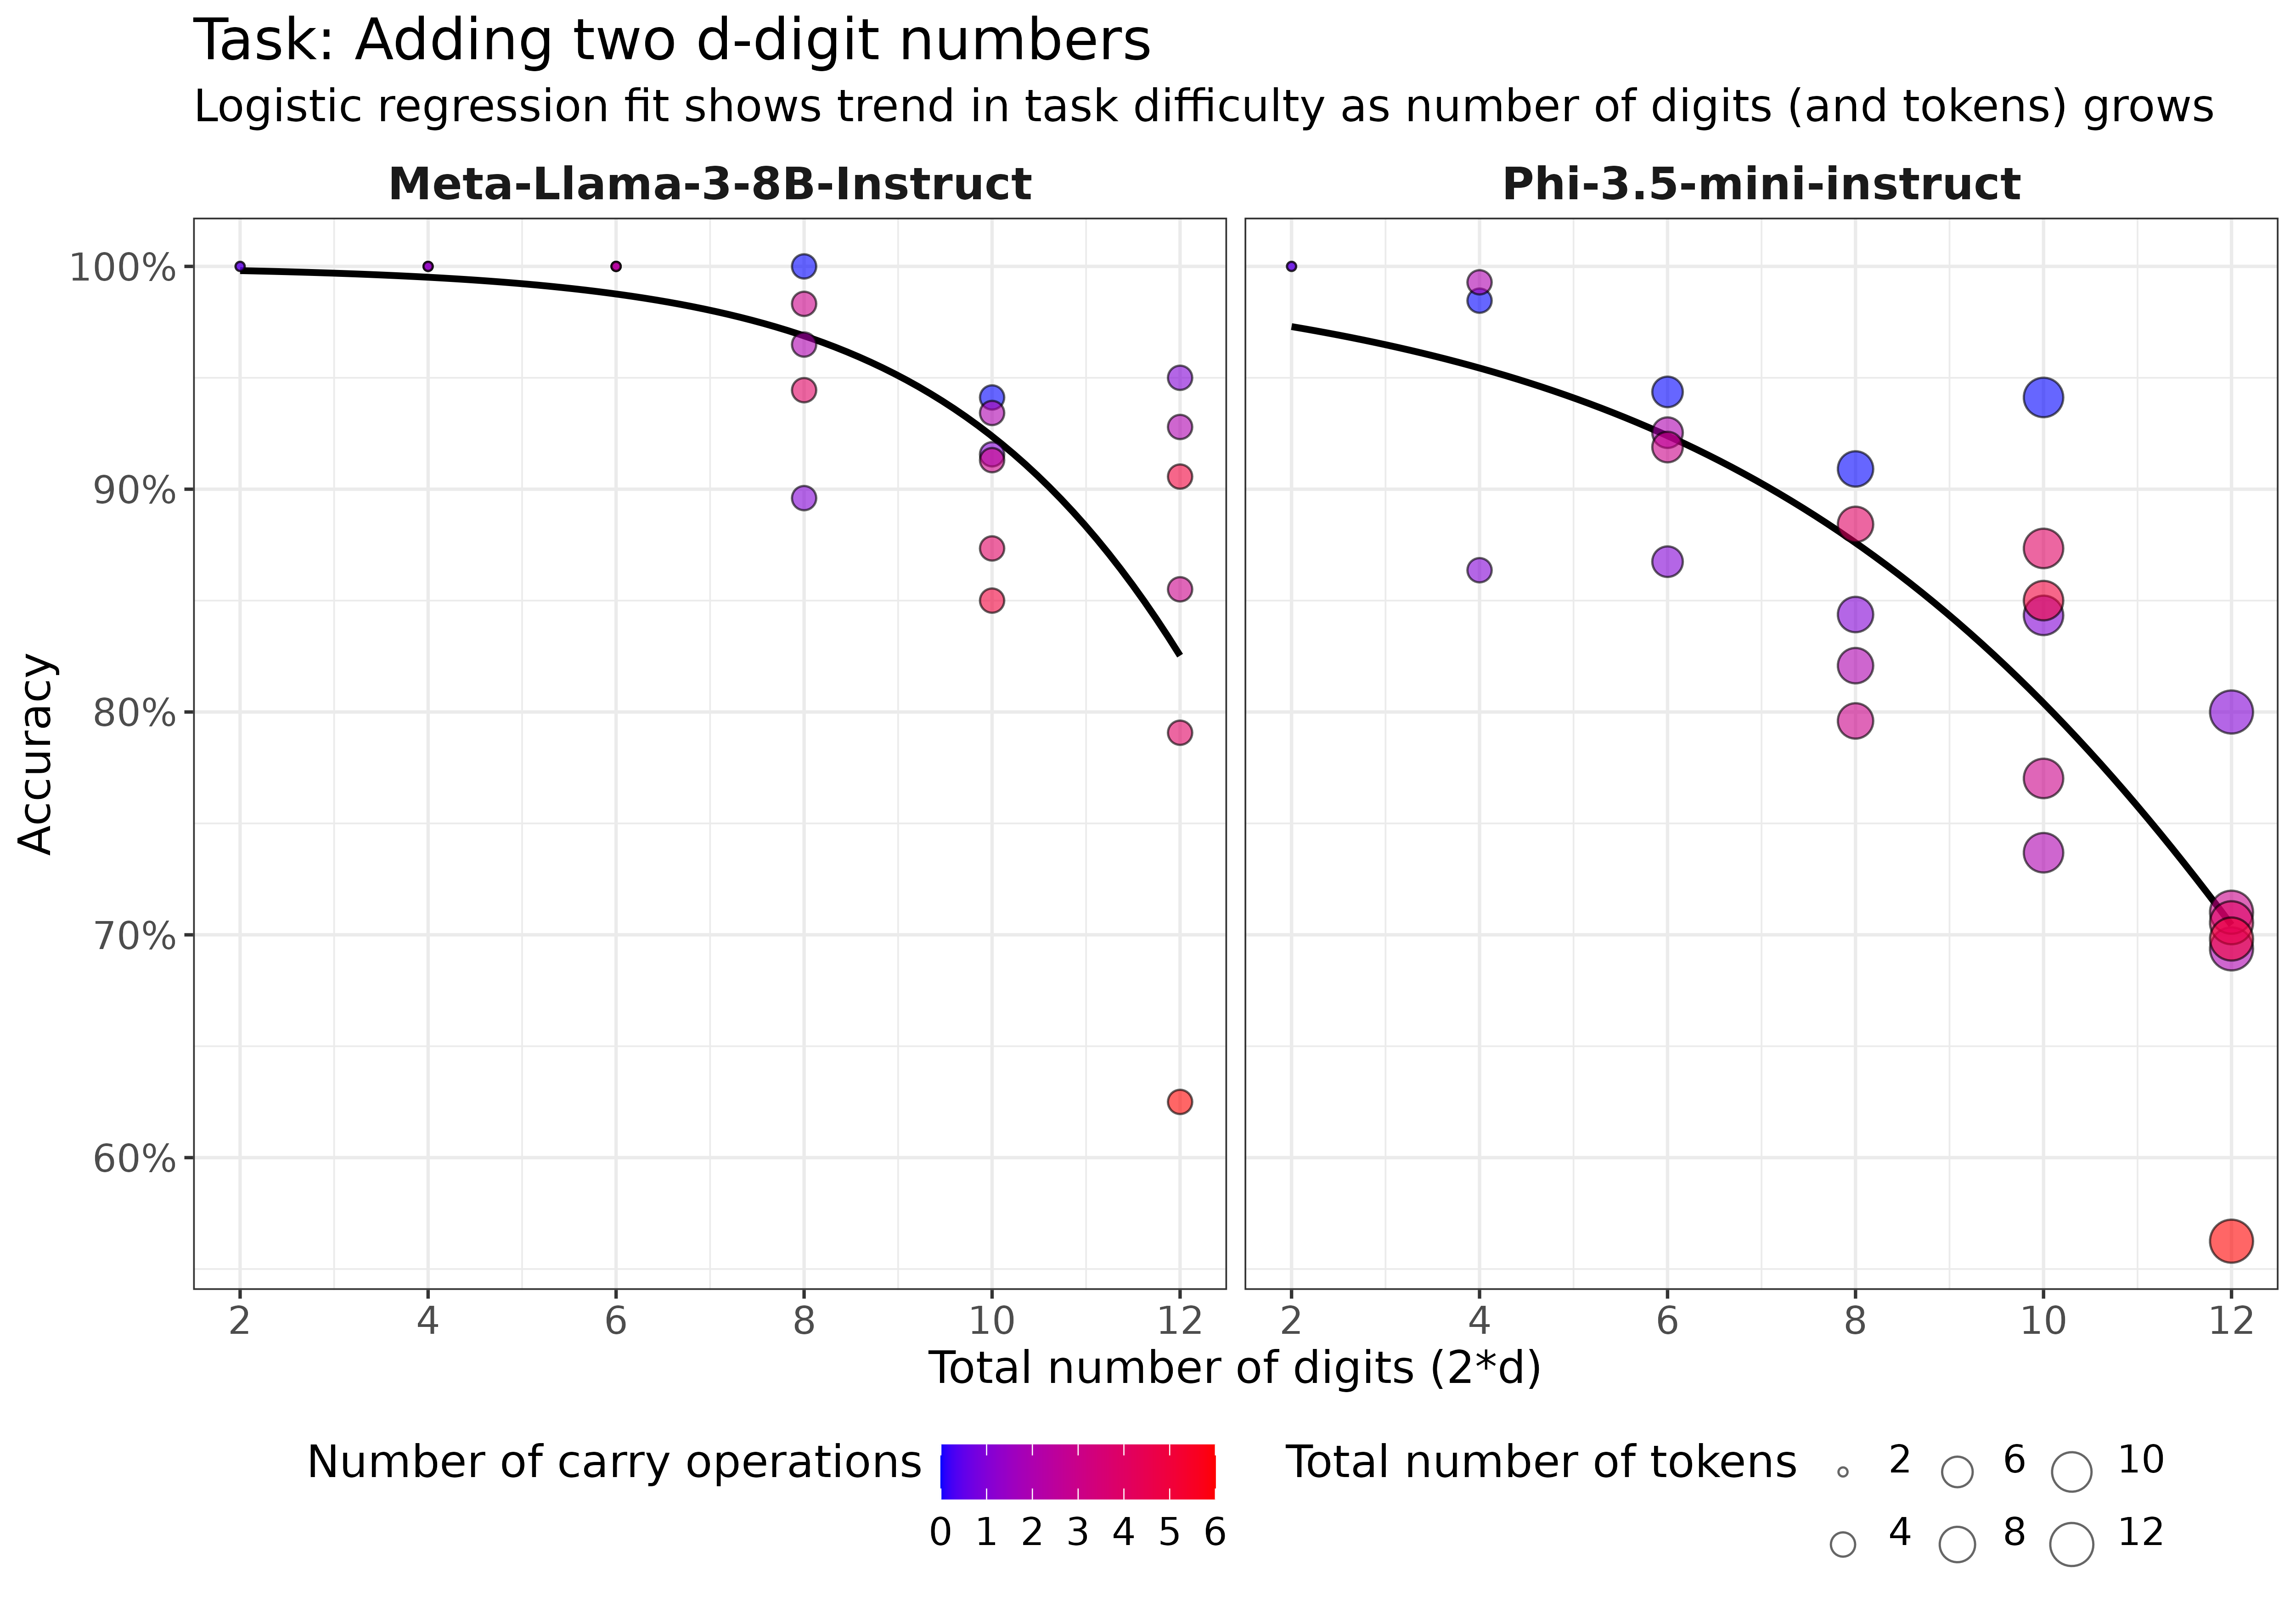 Task: Adding two d-digit numbers
Logistic regression fit shows trend in task difficulty as number of digits (and tokens) grows
Meta-Llama-3-8B-Instruct
Phi-3.5-mini-instruct
Accuracy
100%
90%
80%
70%
60%
2 4 6 8 10 12
2 4 6 8 10 12
Total number of digits (2*d)
Number of carry operations
0 1 2 3 4 5 6
Total number of tokens
2 6 10
4 8 12